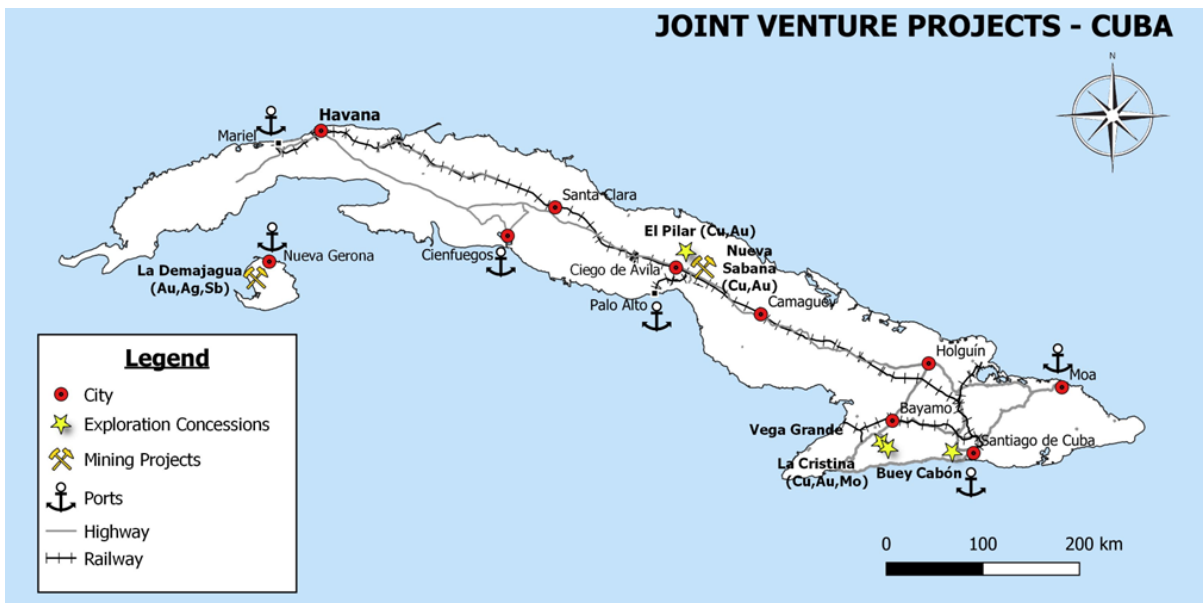 JOINT VENTURE PROJECTS - CUBA
N
Havana
Mariel
Santa Clara
El Pilar (Cu,Au)
Nueva
Sabana
(Cu,Au)
Cienfuegos
Nueva Gerona
La Demajagua
(Au,Ag,Sb)
Ciego de Ávila
Palo Alto
Camaguey
Holguín
Moa
Bayamo
Vega Grande
Santiago de Cuba
La Cristina
(Cu,Au,Mo)
Buey Cabón
Legend
City
Exploration Concessions
Mining Projects
Ports
Highway
Railway
0 100 200 km